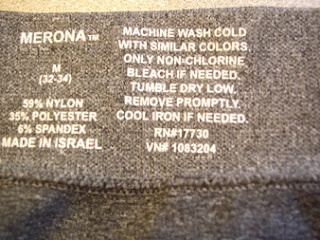 MERONA™
M
(32-34)
59% NYLON
35% POLYESTER
6% SPANDEX
MADE IN ISRAEL
MACHINE WASH COLD
WITH SIMILAR COLORS.
ONLY NON-CHLORINE
BLEACH IF NEEDED.
TUMBLE DRY LOW.
REMOVE PROMPTLY.
COOL IRON IF NEEDED.
RN#17730
VN# 1083204